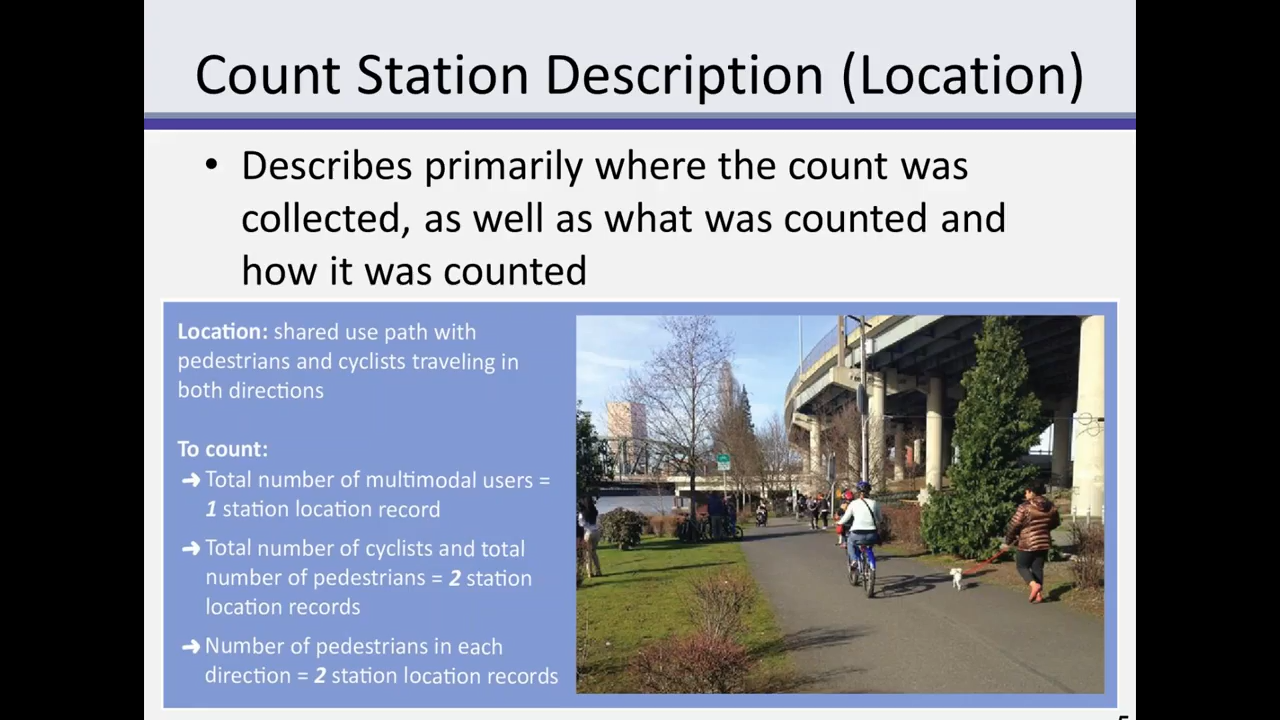 Count Station Description (Location)
• Describes primarily where the count was
collected, as well as what was counted and
how it was counted
Location: shared use path with
pedestrians and cyclists traveling in
both directions
To count:
➜ Total number of multimodal users =
1 station location record
➜ Total number of cyclists and total
number of pedestrians = 2 station
location records
➜ Number of pedestrians in each
direction = 2 station location records